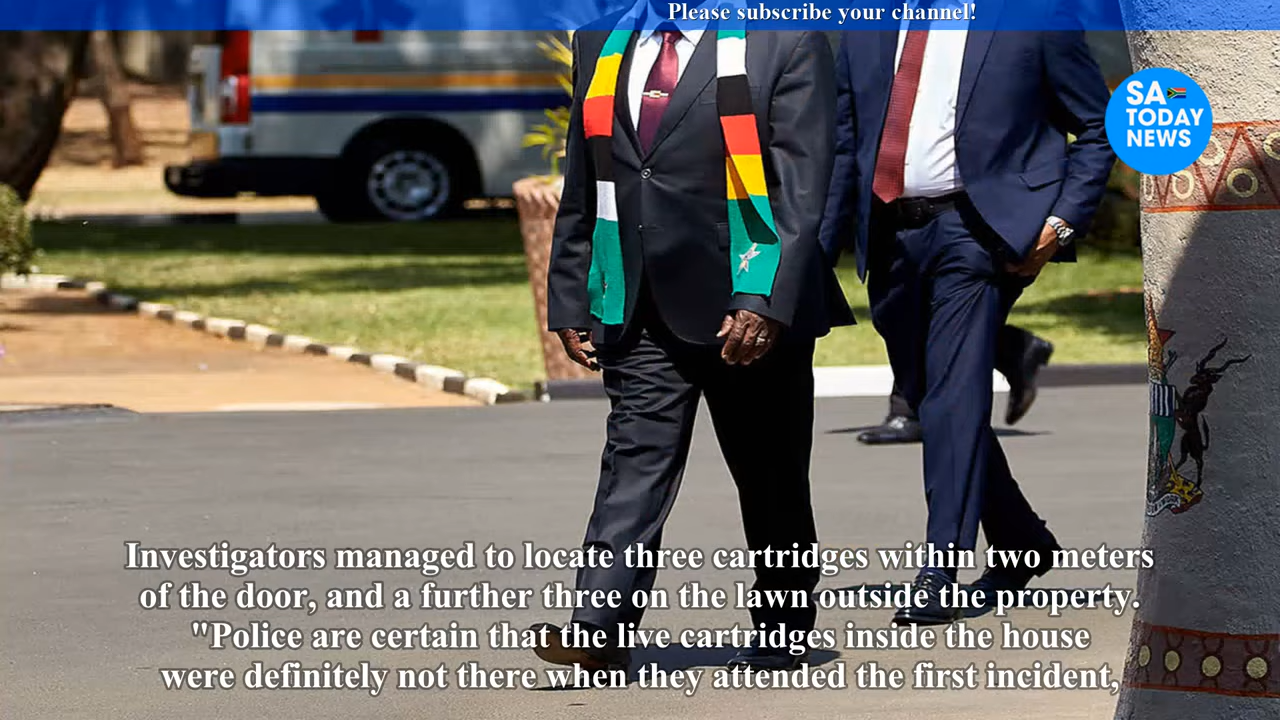 Please subscribe your channel!
SA
TODAY
NEWS
Investigators managed to locate three cartridges within two meters
of the door, and a further three on the lawn outside the property.
"Police are certain that the live cartridges inside the house
were definitely not there when they attended the first incident,